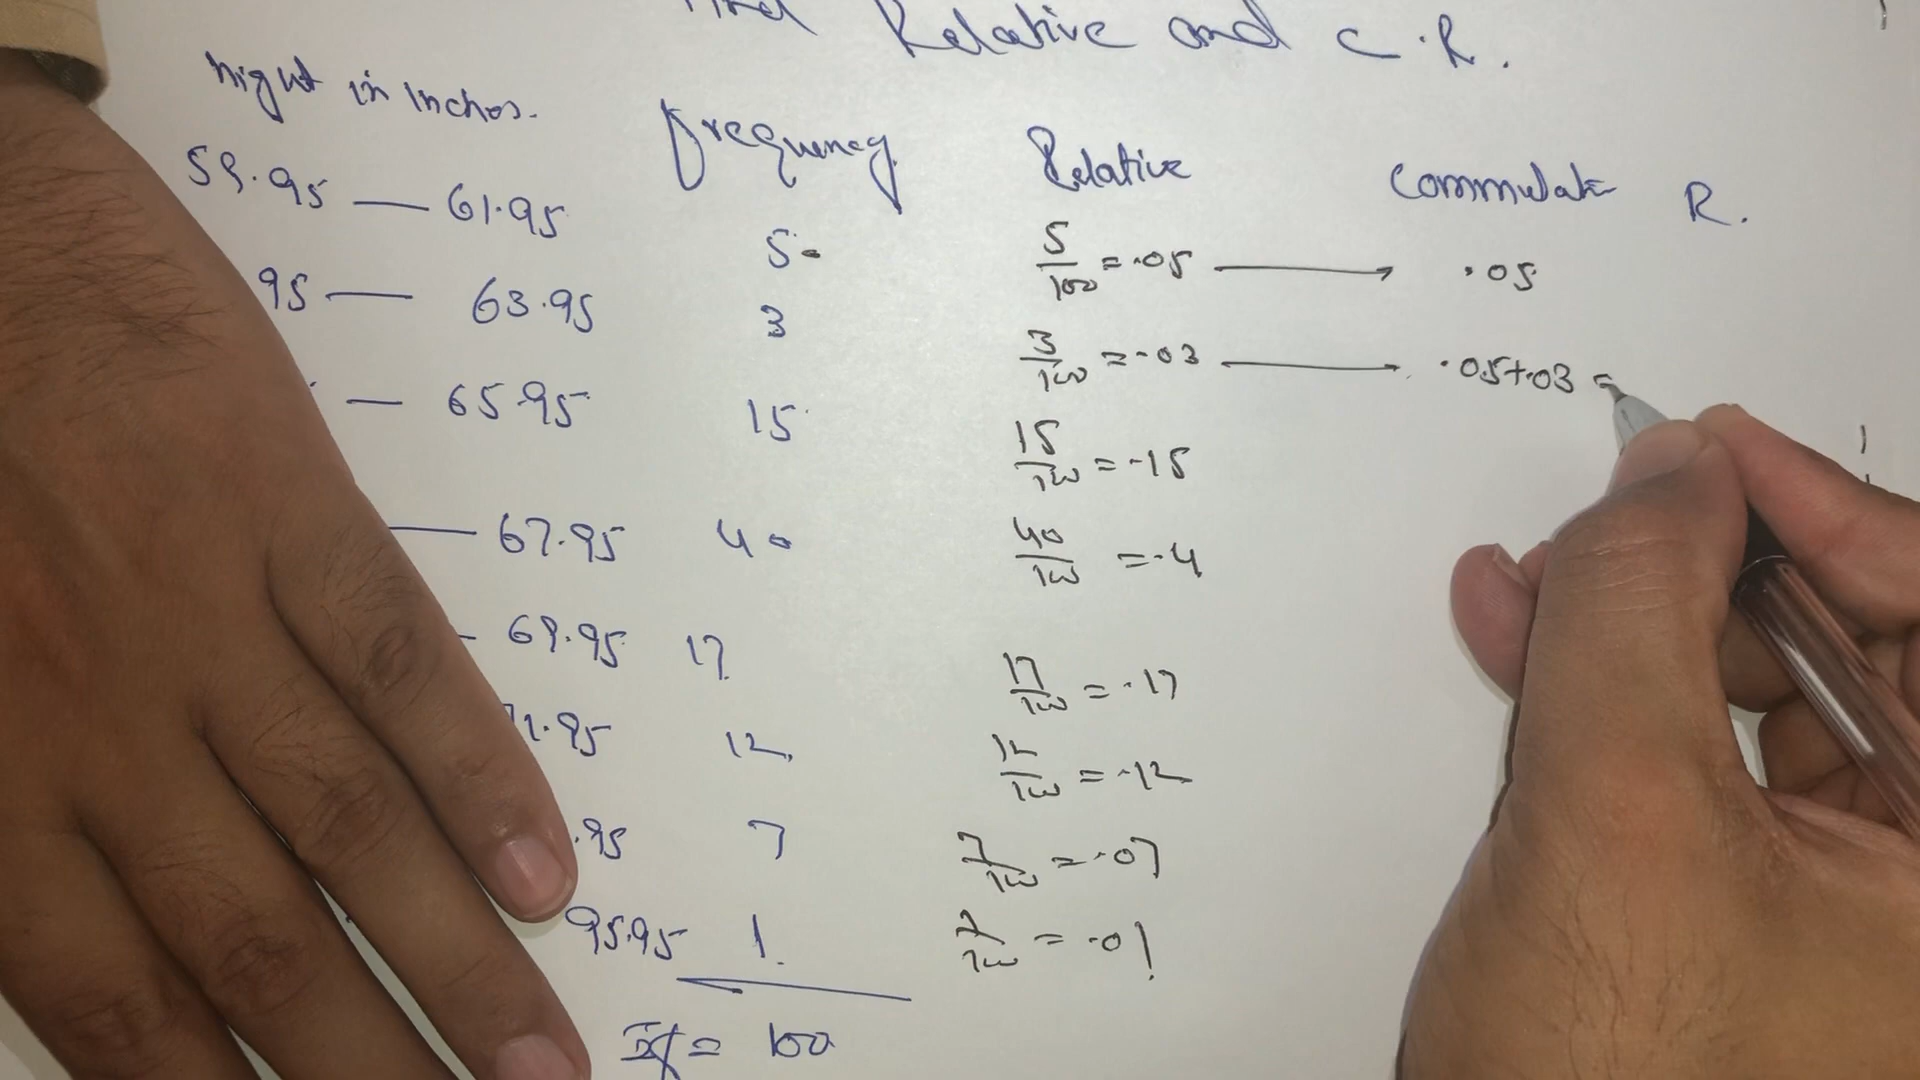 Find Relative and C.R.
hight in inches.
frequency
Relative
Commulate R.
59.95 — 61.95 5 5/100 = .05 → .05
95 — 63.95 3 3/100 = .03 → .05+.03 =
— 65.95 15 15/100 = .15
— 67.95 40 40/100 = .4
- 69.95 17 17/100 = .17
71.95 12 12/100 = .12
.95 7 7/100 = .07
95.95 1 = .01
Σf = 100